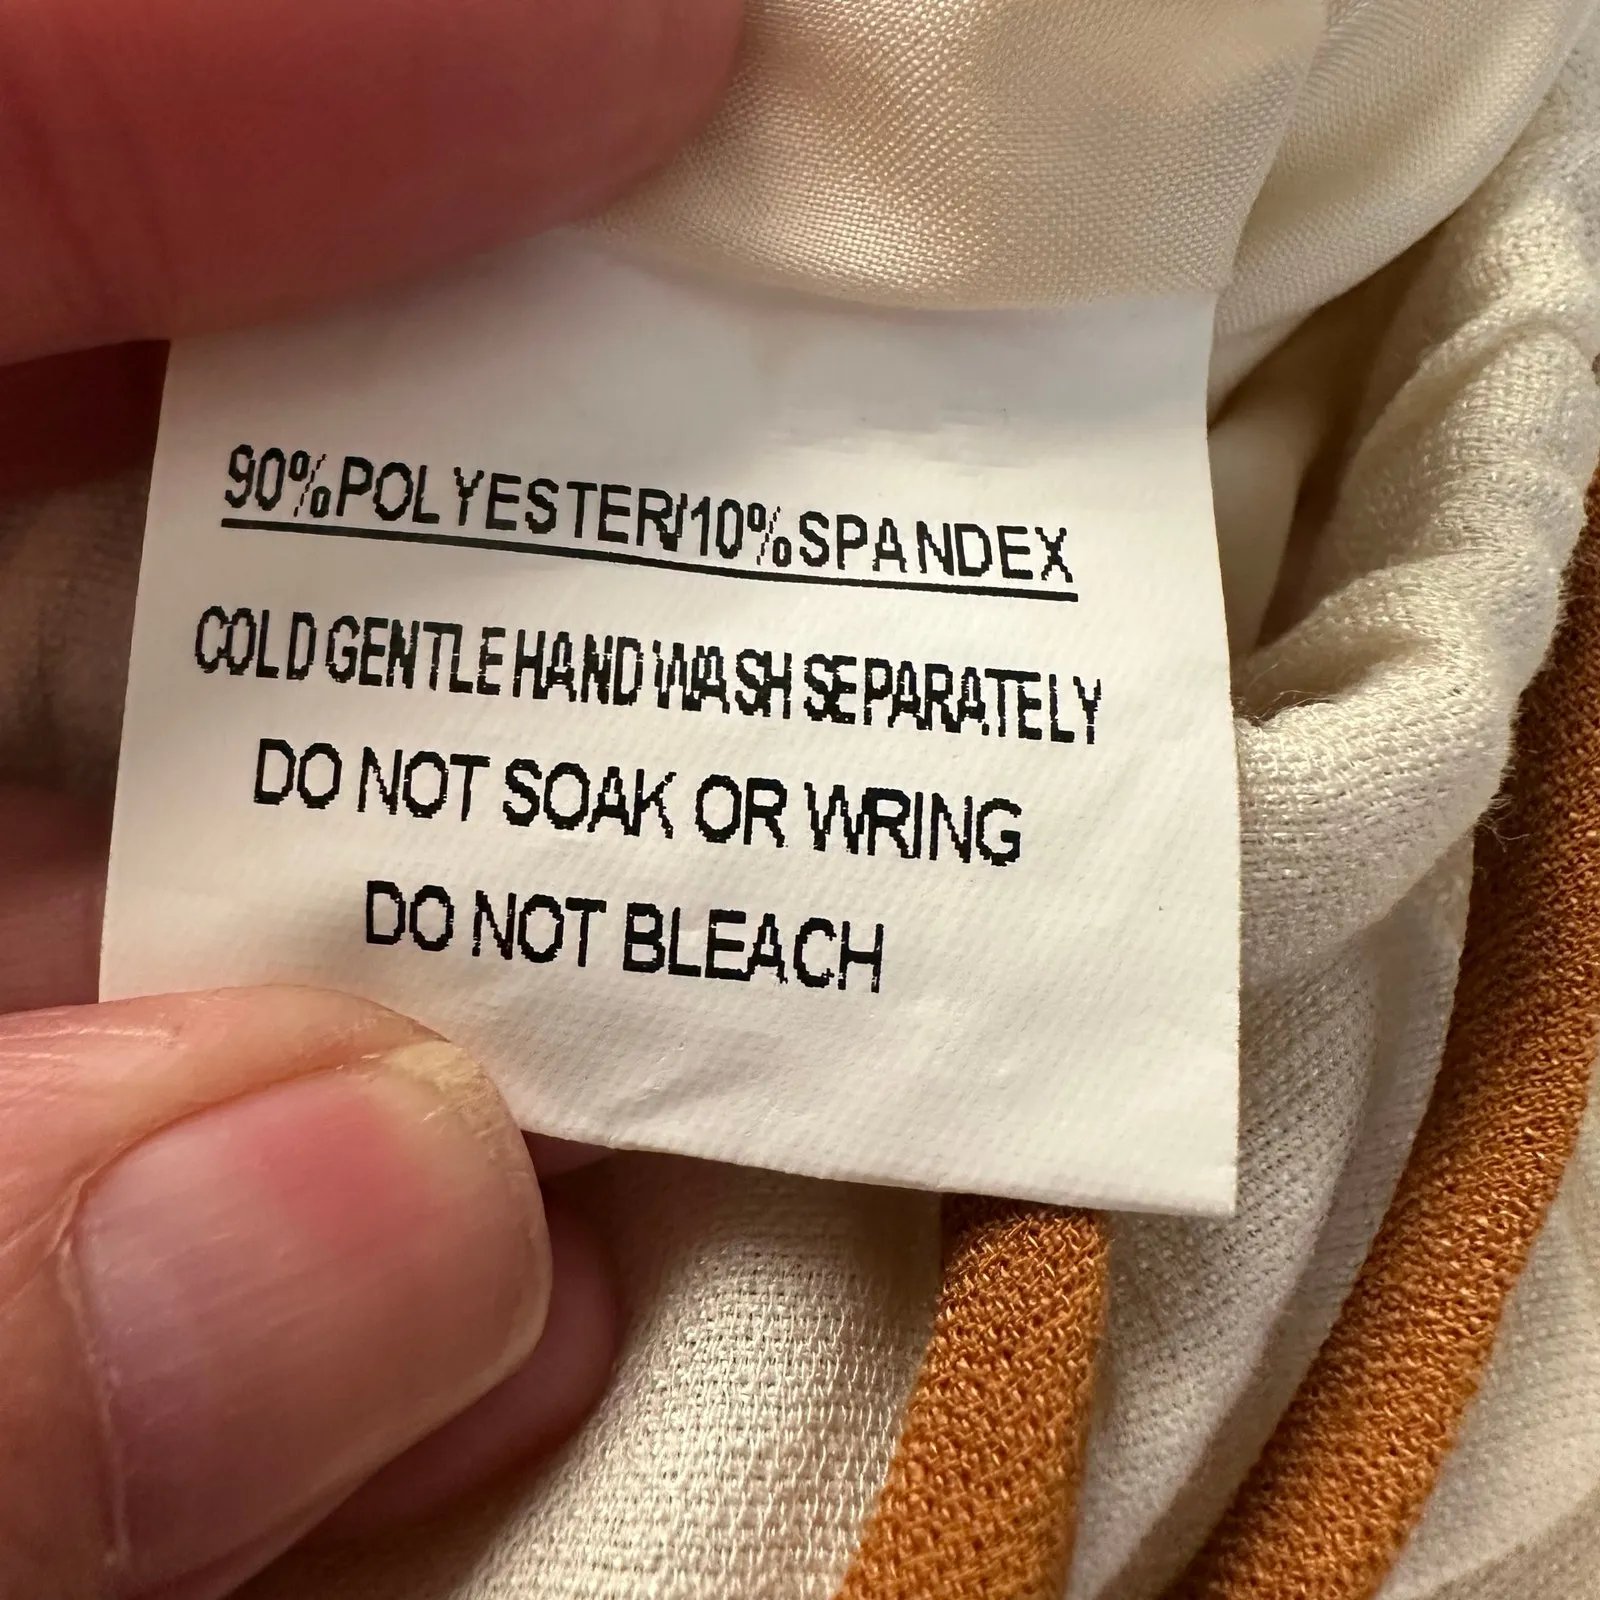 90%POLYESTER/10%SPANDEX
COLD GENTLE HAND WASH SEPARATELY
DO NOT SOAK OR WRING
DO NOT BLEACH